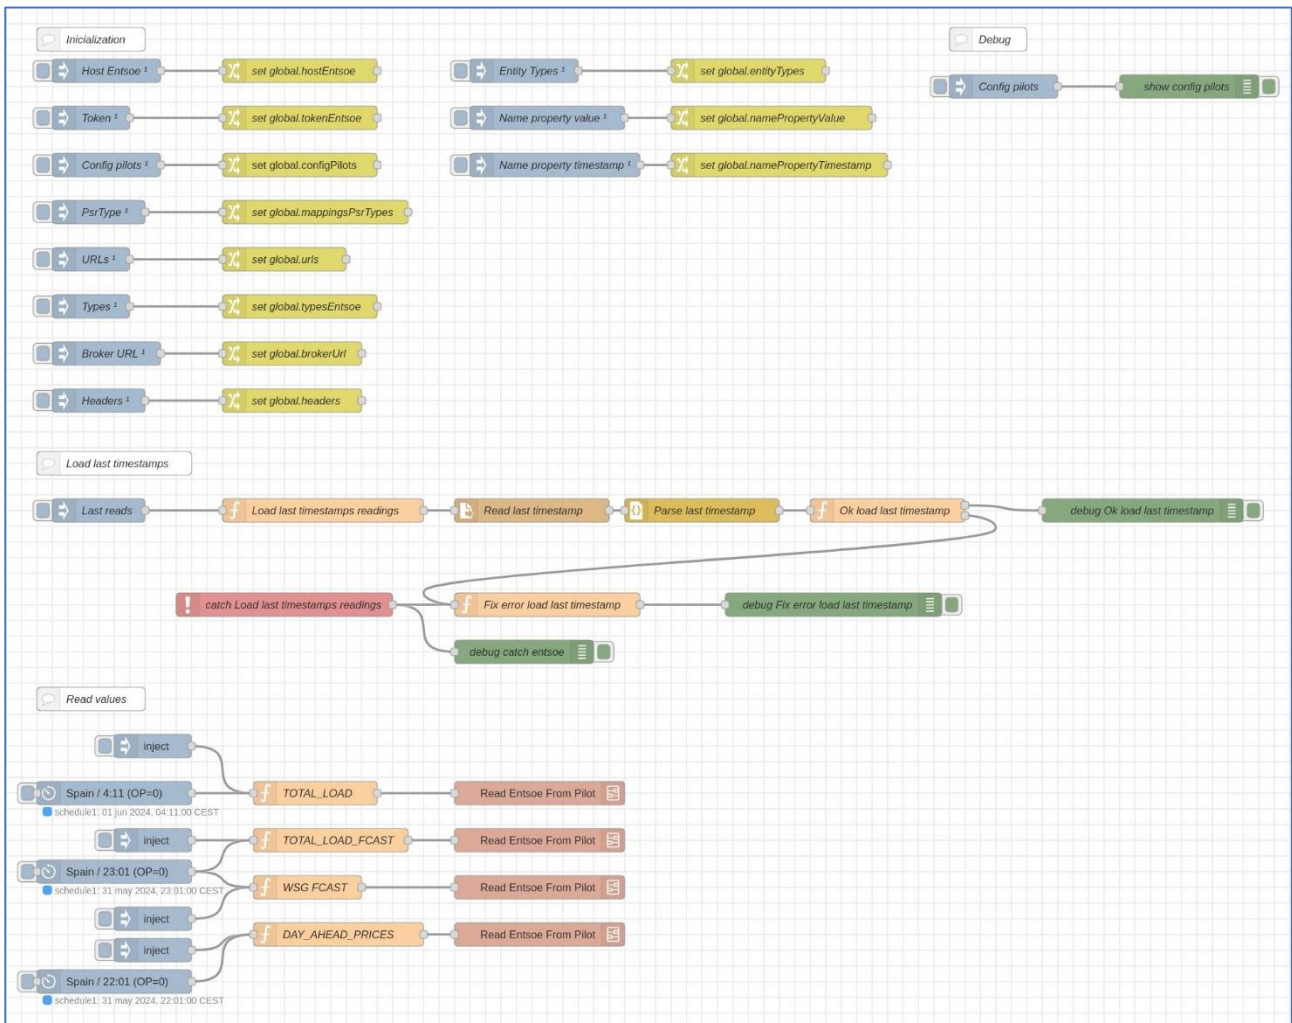 Inicialization
Debug
Host Entsoe ¹
set global.hostEntsoe
Entity Types ¹
set global.entityTypes
Config pilots
show config pilots
Token ¹
set global.tokenEntsoe
Name property value ¹
set global.namePropertyValue
Config pilots ¹
set global.configPilots
Name property timestamp ¹
set global.namePropertyTimestamp
PsrType ¹
set global.mappingsPsrTypes
URLs ¹
set global.urls
Types ¹
set global.typesEntsoe
Broker URL ¹
set global.brokerUrl
Headers ¹
set global.headers
Load last timestamps
Last reads
Load last timestamps readings
Read last timestamp
Parse last timestamp
Ok load last timestamp
debug Ok load last timestamp
catch Load last timestamps readings
Fix error load last timestamp
debug Fix error load last timestamp
debug catch entsoe
Read values
inject
Spain / 4:11 (OP=0)
TOTAL_LOAD
Read Entsoe From Pilot
schedule1: 01 jun 2024, 04:11:00 CEST
inject
TOTAL_LOAD_FCAST
Read Entsoe From Pilot
Spain / 23:01 (OP=0)
schedule1: 31 may 2024, 23:01:00 CEST
WSG FCAST
Read Entsoe From Pilot
inject
DAY_AHEAD_PRICES
Read Entsoe From Pilot
inject
Spain / 22:01 (OP=0)
schedule1: 31 may 2024, 22:01:00 CEST